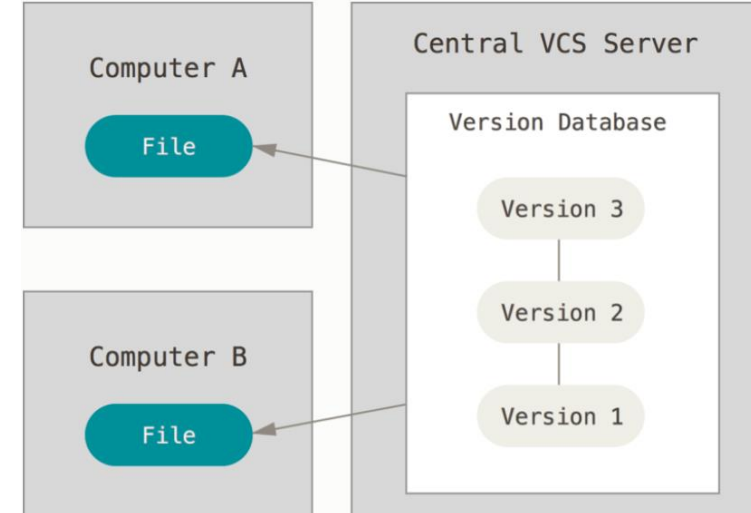 Computer A
File
Computer B
File
Central VCS Server
Version Database
Version 3
Version 2
Version 1